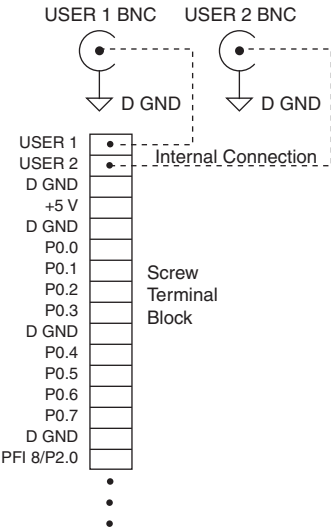 USER 1 BNC USER 2 BNC
D GND D GND
USER 1
USER 2
Internal Connection
D GND
+5 V
D GND
P0.0
P0.1
P0.2
P0.3
D GND
P0.4
P0.5
P0.6
P0.7
D GND
PFI 8/P2.0
Screw
Terminal
Block